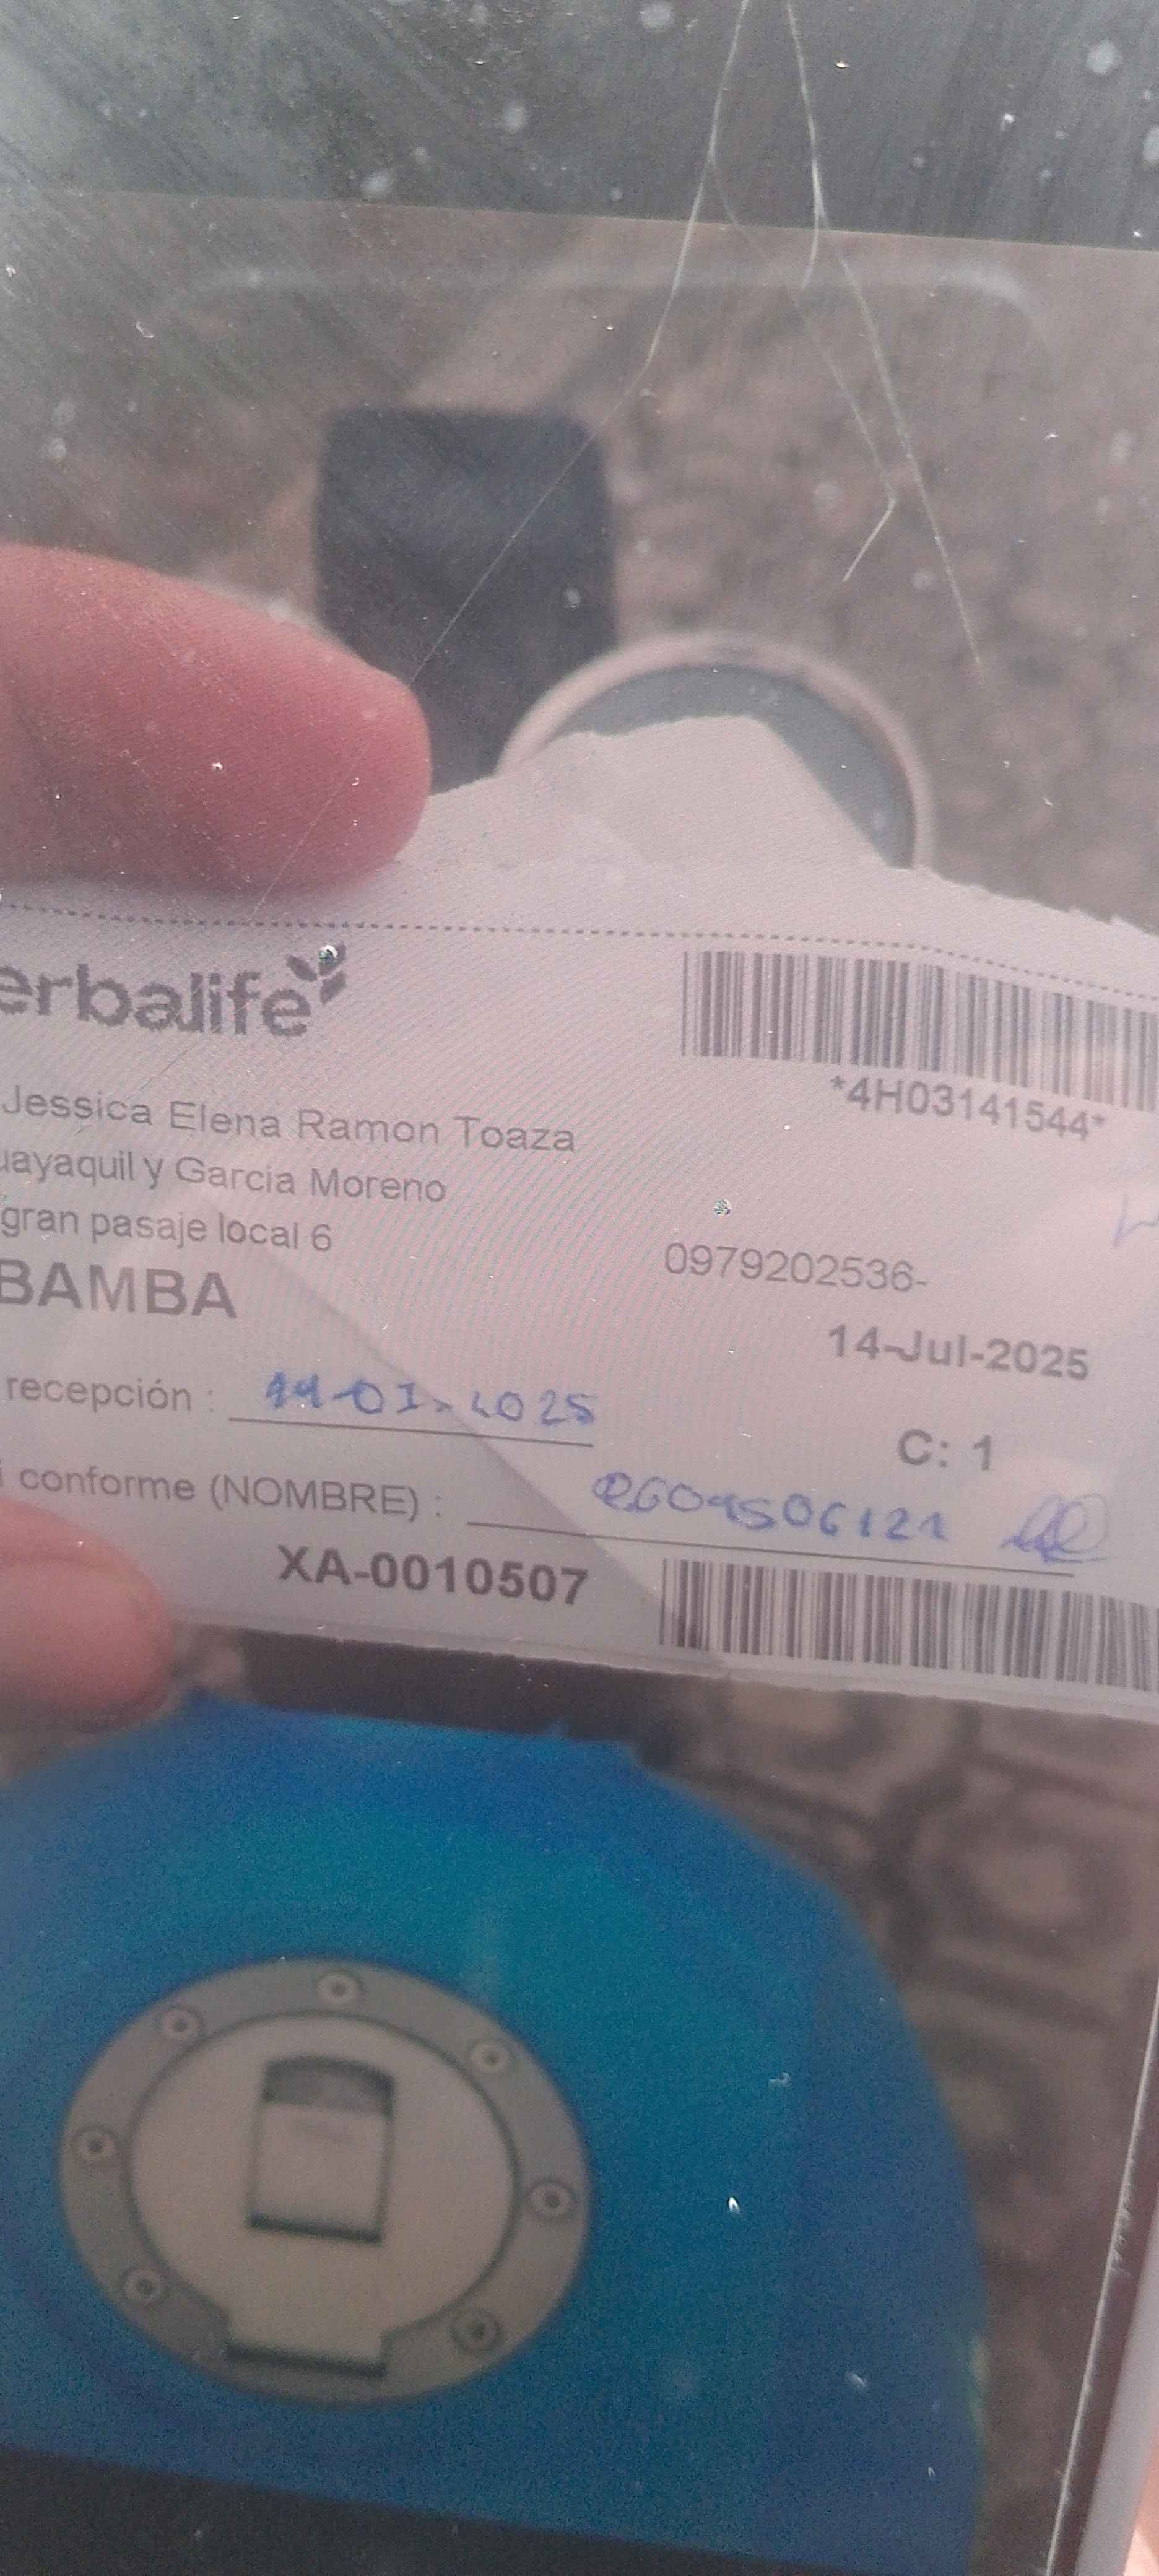 erbalife
*4H03141544*
Jessica Elena Ramon Toaza
uayaquil y Garcia Moreno
gran pasaje local 6
0979202536-
BAMBA
14-Jul-2025
recepción :
C: 1
conforme (NOMBRE) :
XA-0010507